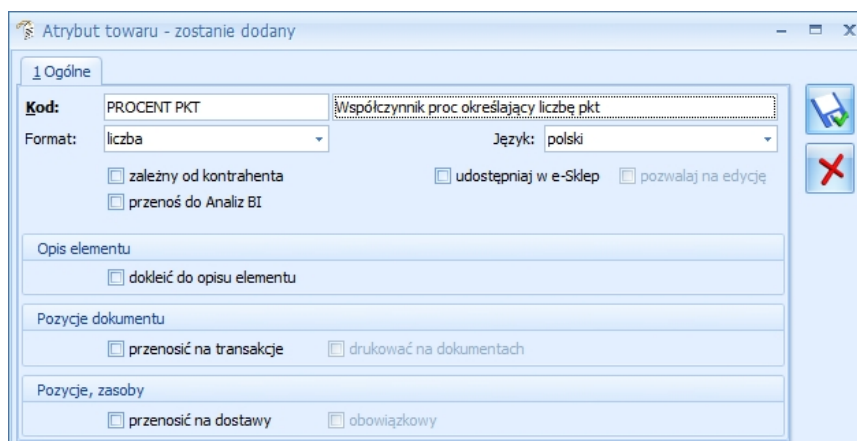 Atrybut towaru - zostanie dodany
1 Ogólne
Kod: PROCENT PKT Współczynnik proc określający liczbę pkt
Format: liczba Język: polski
zależny od kontrahenta udostępniaj w e-Sklep pozwalaj na edycję
przenoś do Analiz BI
Opis elementu
dokleić do opisu elementu
Pozycje dokumentu
przenosić na transakcje drukować na dokumentach
Pozycje, zasoby
przenosić na dostawy obowiązkowy